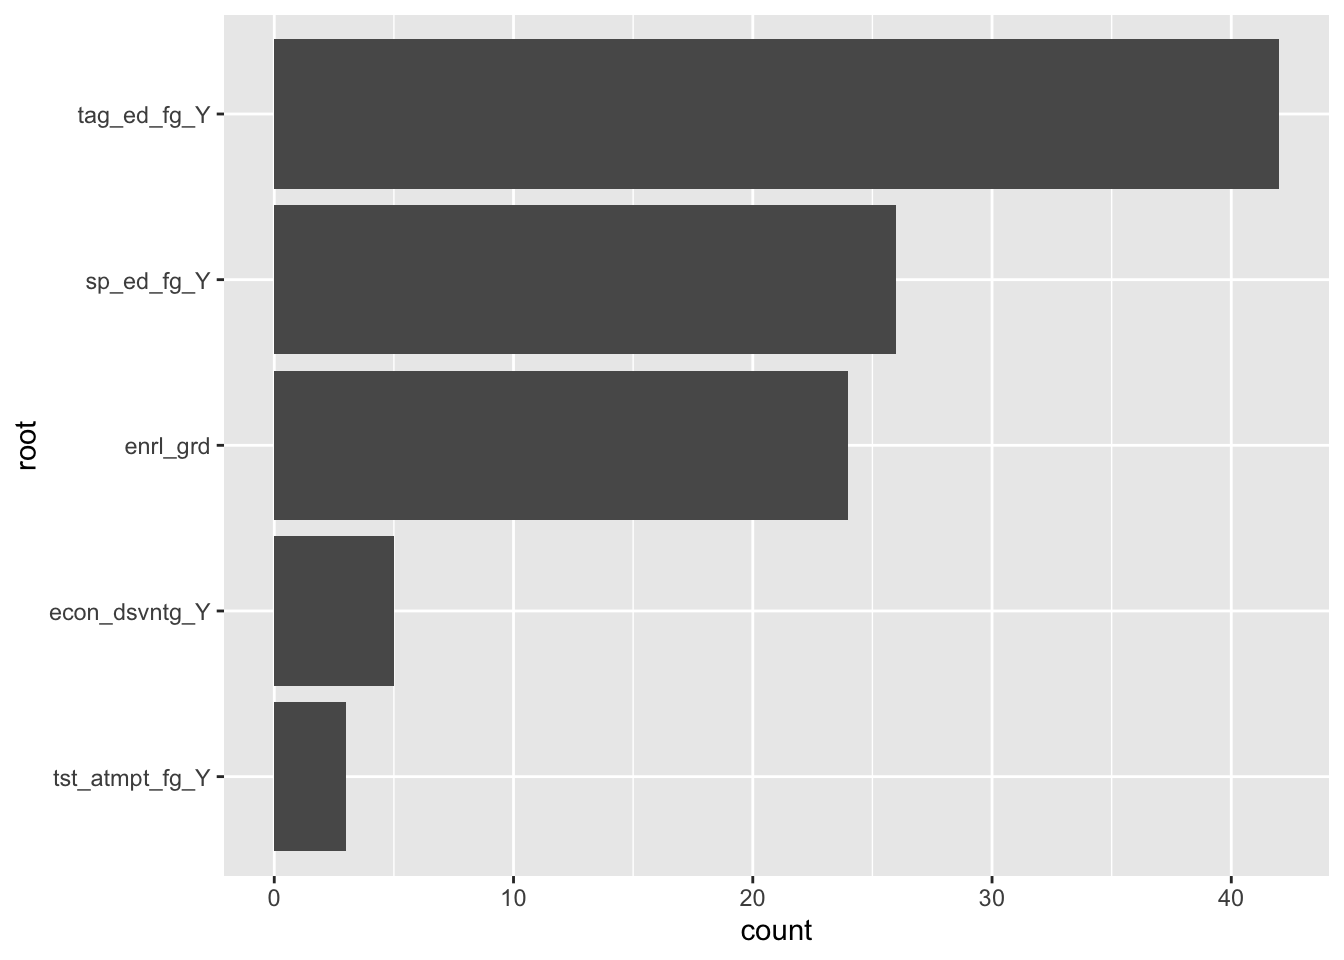 tag_ed_fg_Y
sp_ed_fg_Y
enrl_grd
econ_dsvntg_Y
tst_atmpt_fg_Y
root
0 10 20 30 40
count